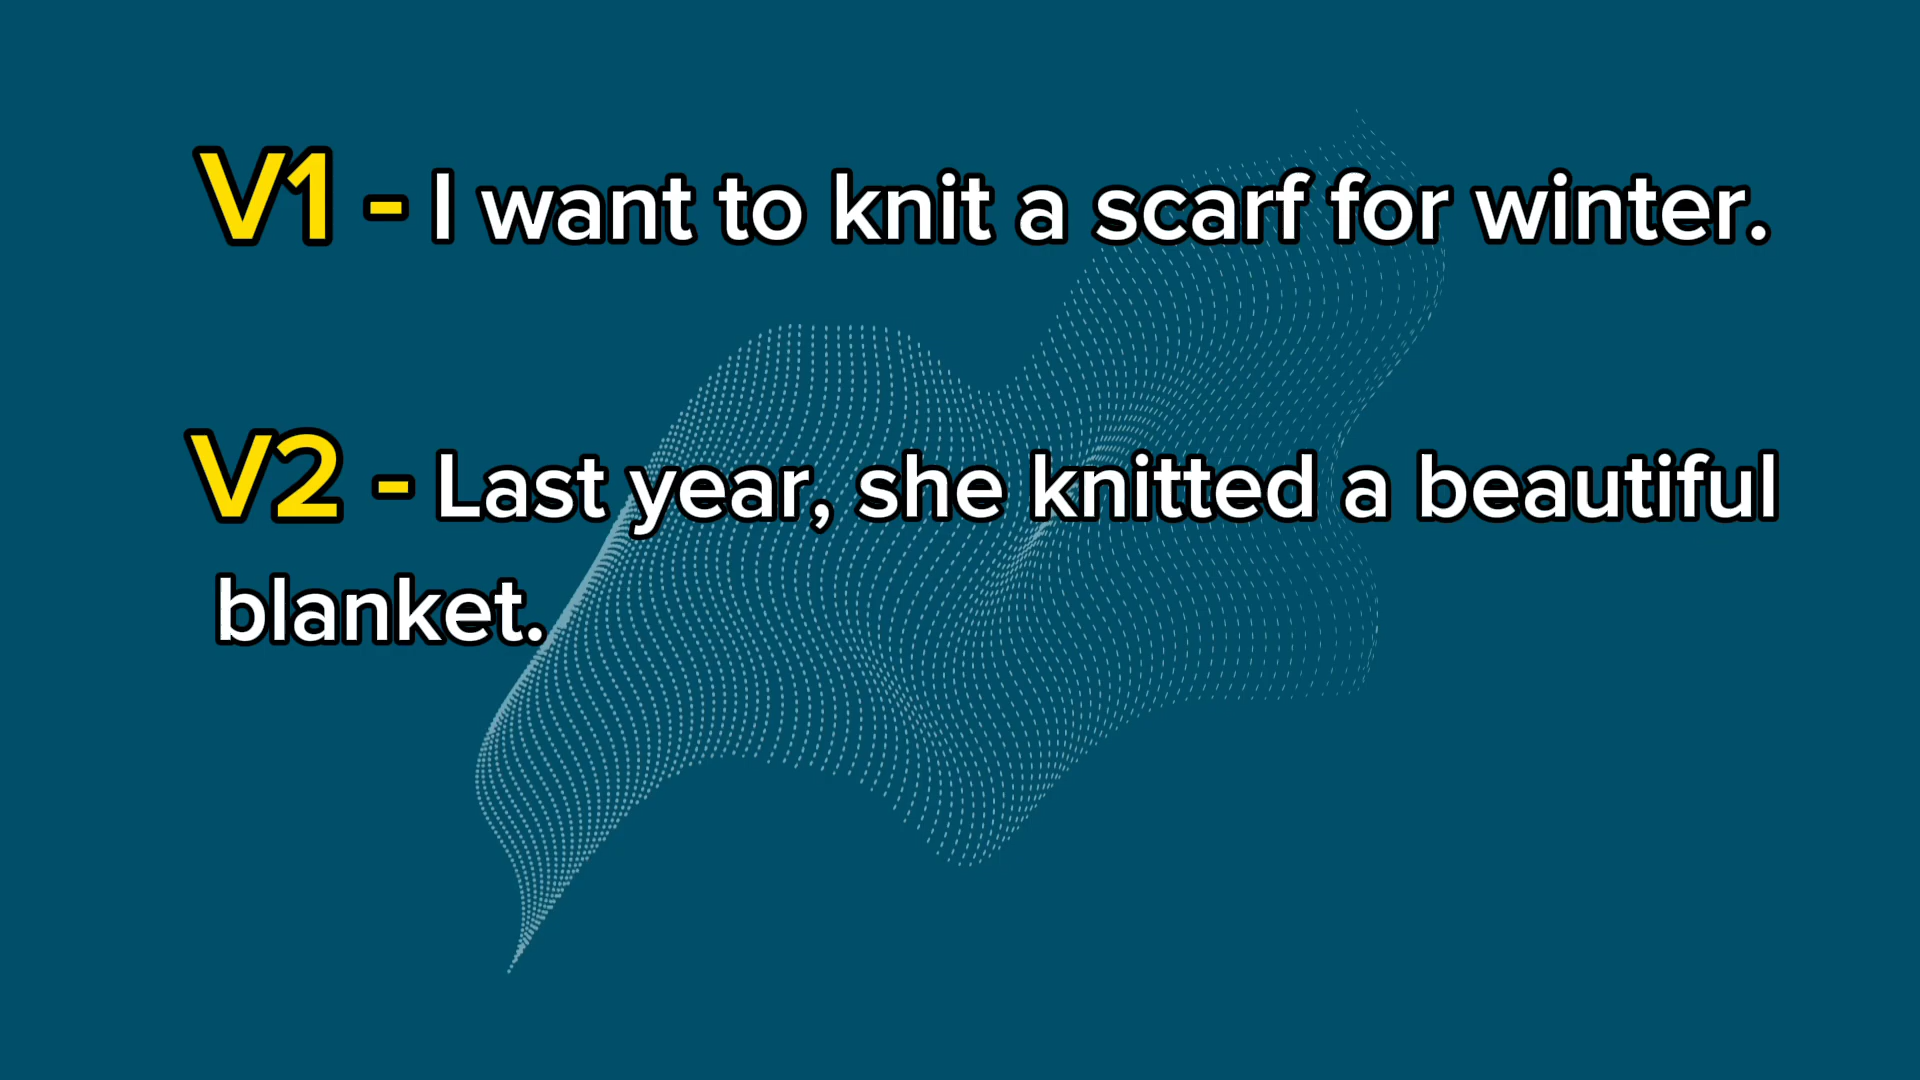 V1 - I want to knit a scarf for winter.
V2 - Last year, she knitted a beautiful
blanket.